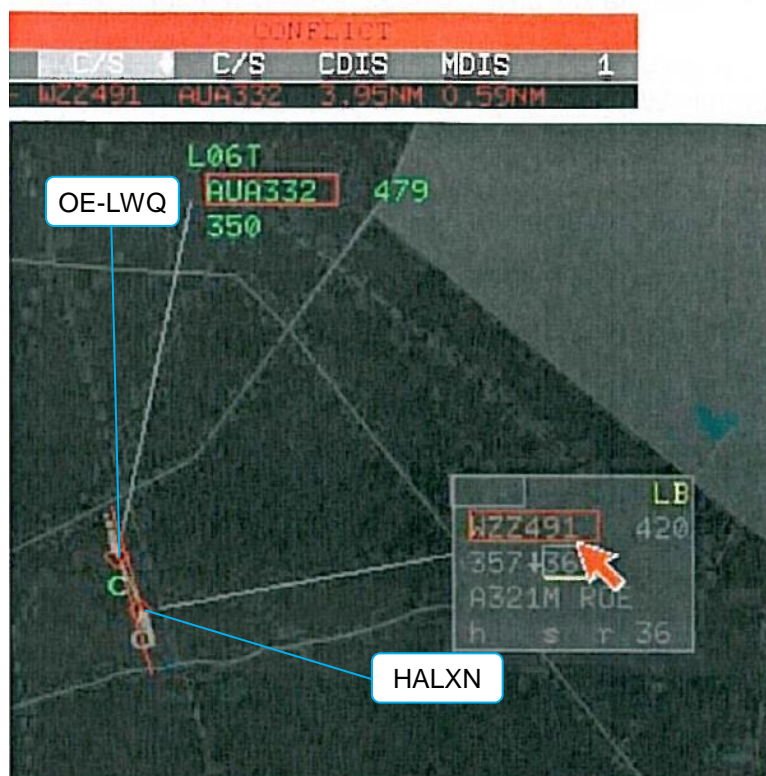 CONFLICT
C/S C/S CDIS MDIS 1
WZZ491 AUA332 3.95NM 0.59NM
L06T
AUA332 479
350
OE-LWQ
C
LB
WZZ491 420
357↓36
A321M
h s r 36
HALXN